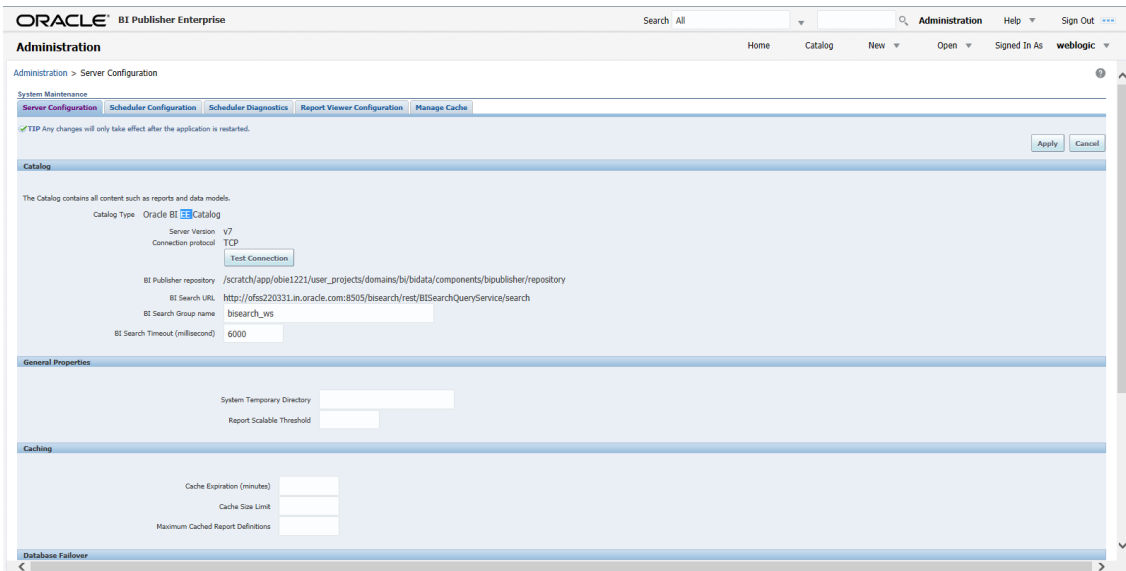 ORACLE BI Publisher Enterprise Search All Administration Help Sign Out
Administration Home Catalog New Open Signed In As weblogic
Administration > Server Configuration
System Maintenance
Server Configuration Scheduler Configuration Scheduler Diagnostics Report Viewer Configuration Manage Cache
TIP Any changes will only take effect after the application is restarted.
Apply Cancel
Catalog
The Catalog contains all content such as reports and data models.
Catalog Type Oracle BI EE Catalog
Server Version v7
Connection protocol TCP
Test Connection
BI Publisher repository /scratch/app/obie1221/user_projects/domains/bi/bidata/components/bipublisher/repository
BI Search URL http://ofss220331.in.oracle.com:8505/bisearch/rest/BISearchQueryService/search
BI Search Group name bisearch_ws
BI Search Timeout (millisecond) 6000
General Properties
System Temporary Directory
Report Scalable Threshold
Caching
Cache Expiration (minutes)
Cache Size Limit
Maximum Cached Report Definitions
Database Failover